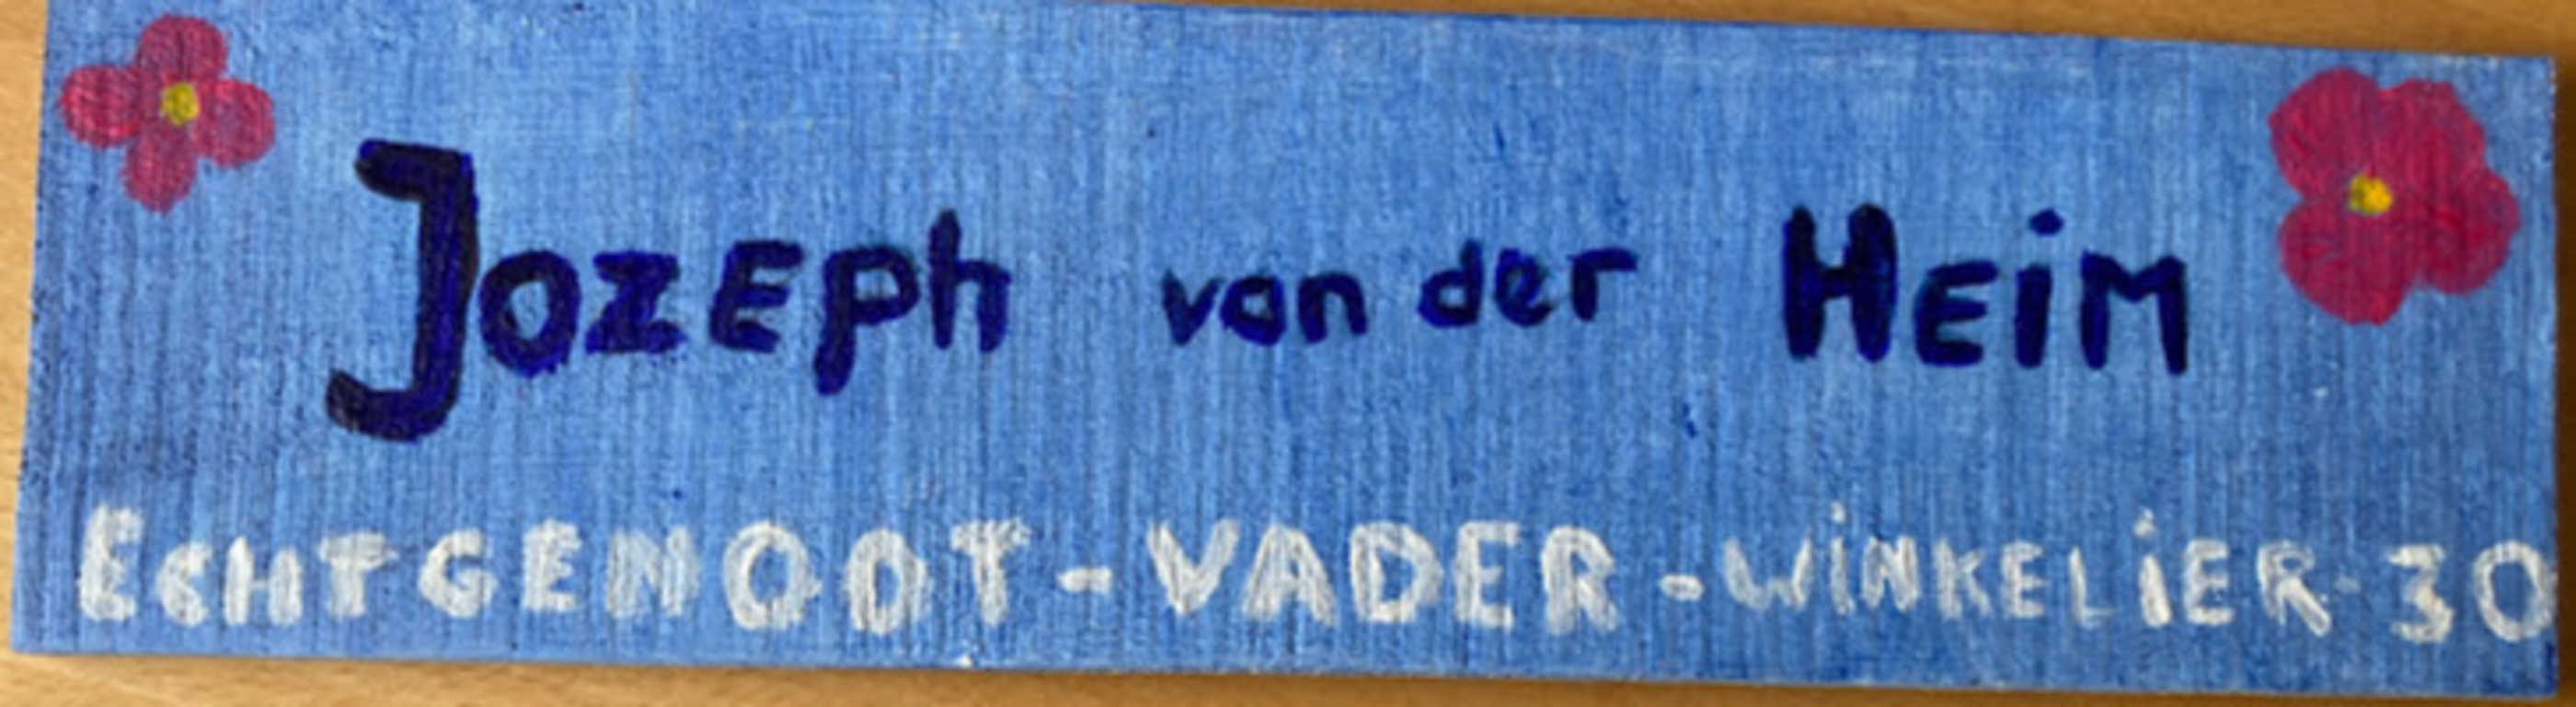 Jozeph van der Heim
ECHTGENOOT - VADER - WiNKELiER - 30